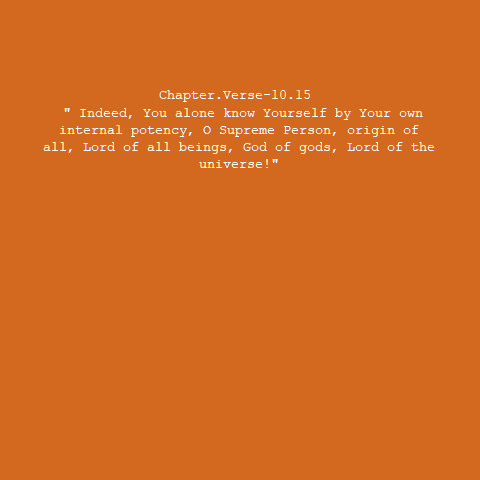 Chapter.Verse-10.15
" Indeed, You alone know Yourself by Your own
internal potency, O Supreme Person, origin of
all, Lord of all beings, God of gods, Lord of the
universe!"